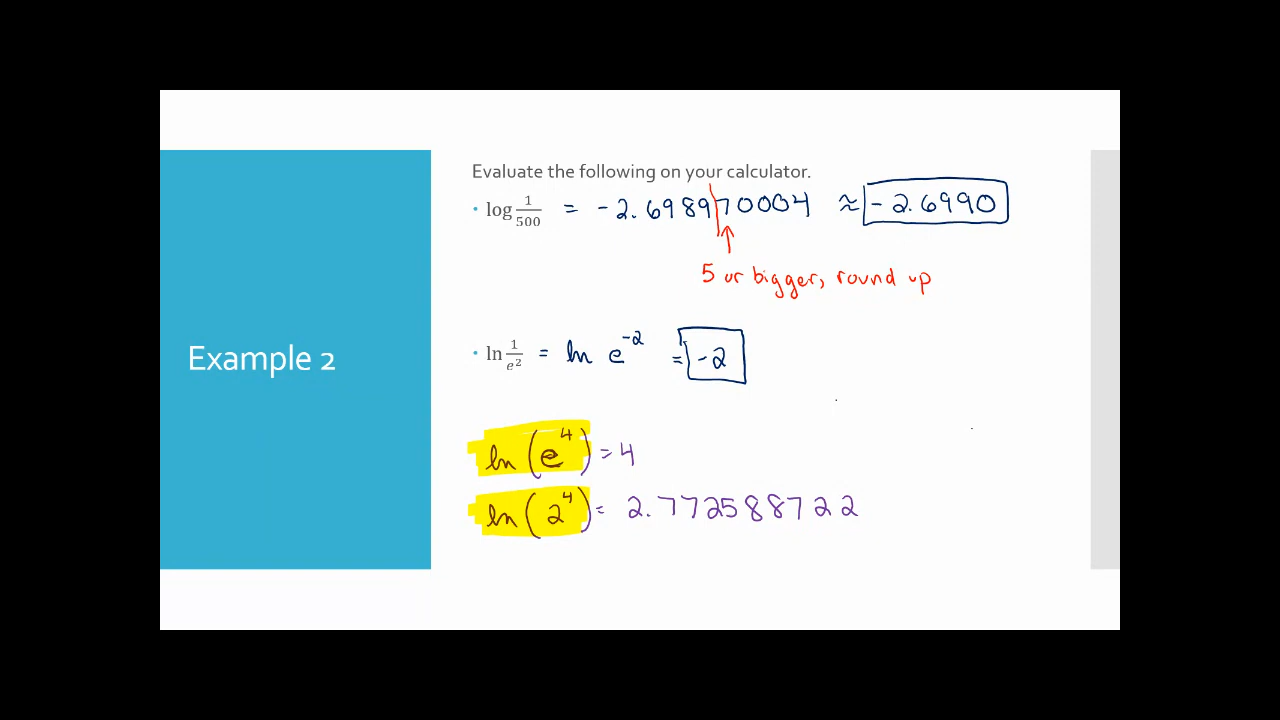 Example 2
Evaluate the following on your calculator.
• log 1/500 = -2.698970004 ≈ -2.6990
5 or bigger, round up
• ln 1/e² = ln e⁻² = -2
ln (e⁴) = 4
ln (2⁴) = 2.772588722